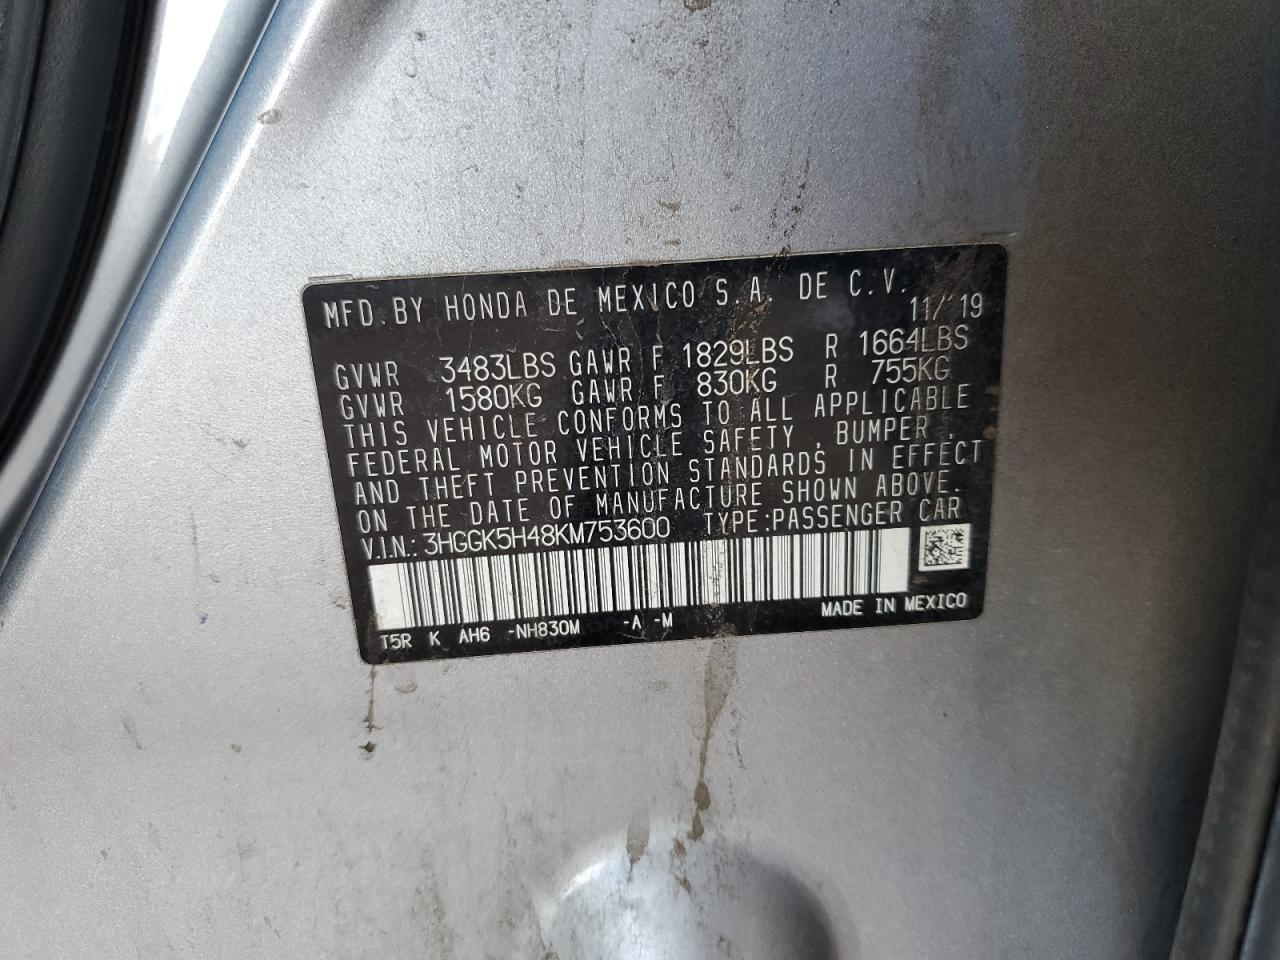 MFD.BY HONDA DE MEXICO S.A. DE C.V.
11/'19
GVWR 3483LBS GAWR F 1829LBS R 1664LBS
GVWR 1580KG GAWR F 830KG R 755KG
THIS VEHICLE CONFORMS TO ALL APPLICABLE
FEDERAL MOTOR VEHICLE SAFETY , BUMPER ,
AND THEFT PREVENTION STANDARDS IN EFFECT
ON THE DATE OF MANUFACTURE SHOWN ABOVE.
V.IN.: 3HGGK5H48KM753600 TYPE:PASSENGER CAR
T5R K AH6 -NH830M -A -M MADE IN MEXICO